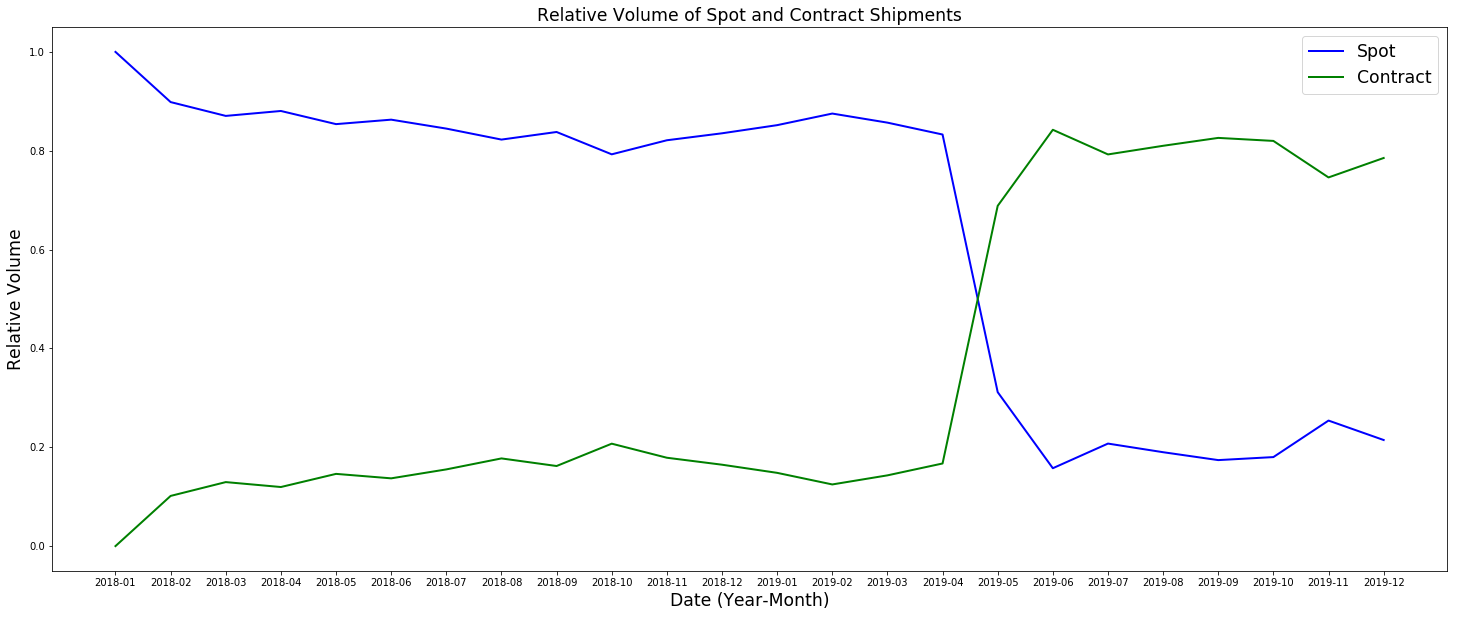 Relative Volume of Spot and Contract Shipments
Spot
Contract
Relative Volume
1.0
0.8
0.6
0.4
0.2
0.0
2018-01 2018-02 2018-03 2018-04 2018-05 2018-06 2018-07 2018-08 2018-09 2018-10 2018-11 2018-12 2019-01 2019-02 2019-03 2019-04 2019-05 2019-06 2019-07 2019-08 2019-09 2019-10 2019-11 2019-12
Date (Year-Month)